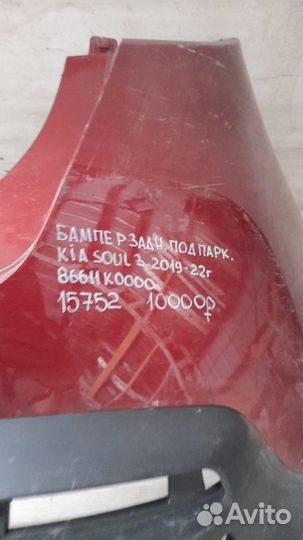 БАМПЕР ЗАДН. ПОД ПАРК.
KIA SOUL 3 2019-22г
86611K0000
15752 10000₽
Avito